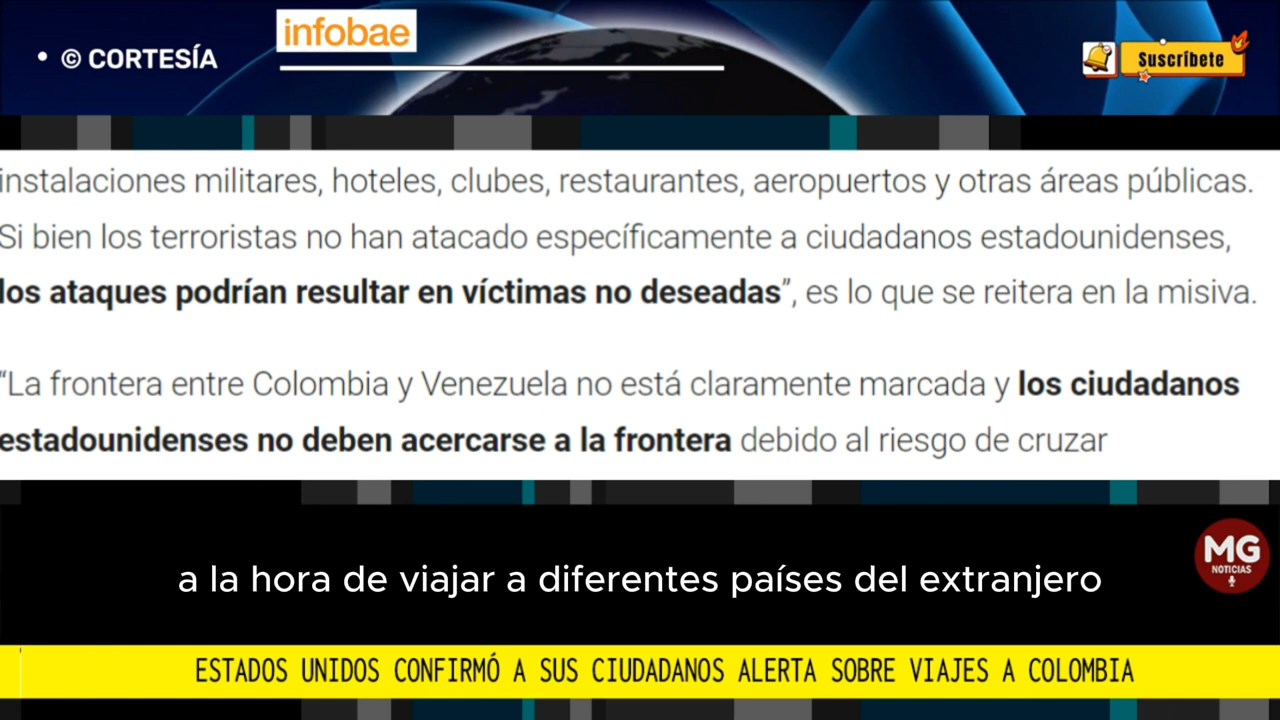 infobae
• © CORTESÍA
Suscríbete
instalaciones militares, hoteles, clubes, restaurantes, aeropuertos y otras áreas públicas.
Si bien los terroristas no han atacado específicamente a ciudadanos estadounidenses,
los ataques podrían resultar en víctimas no deseadas”, es lo que se reitera en la misiva.
“La frontera entre Colombia y Venezuela no está claramente marcada y los ciudadanos
estadounidenses no deben acercarse a la frontera debido al riesgo de cruzar
MG
NOTICIAS
a la hora de viajar a diferentes países del extranjero
ESTADOS UNIDOS CONFIRMÓ A SUS CIUDADANOS ALERTA SOBRE VIAJES A COLOMBIA